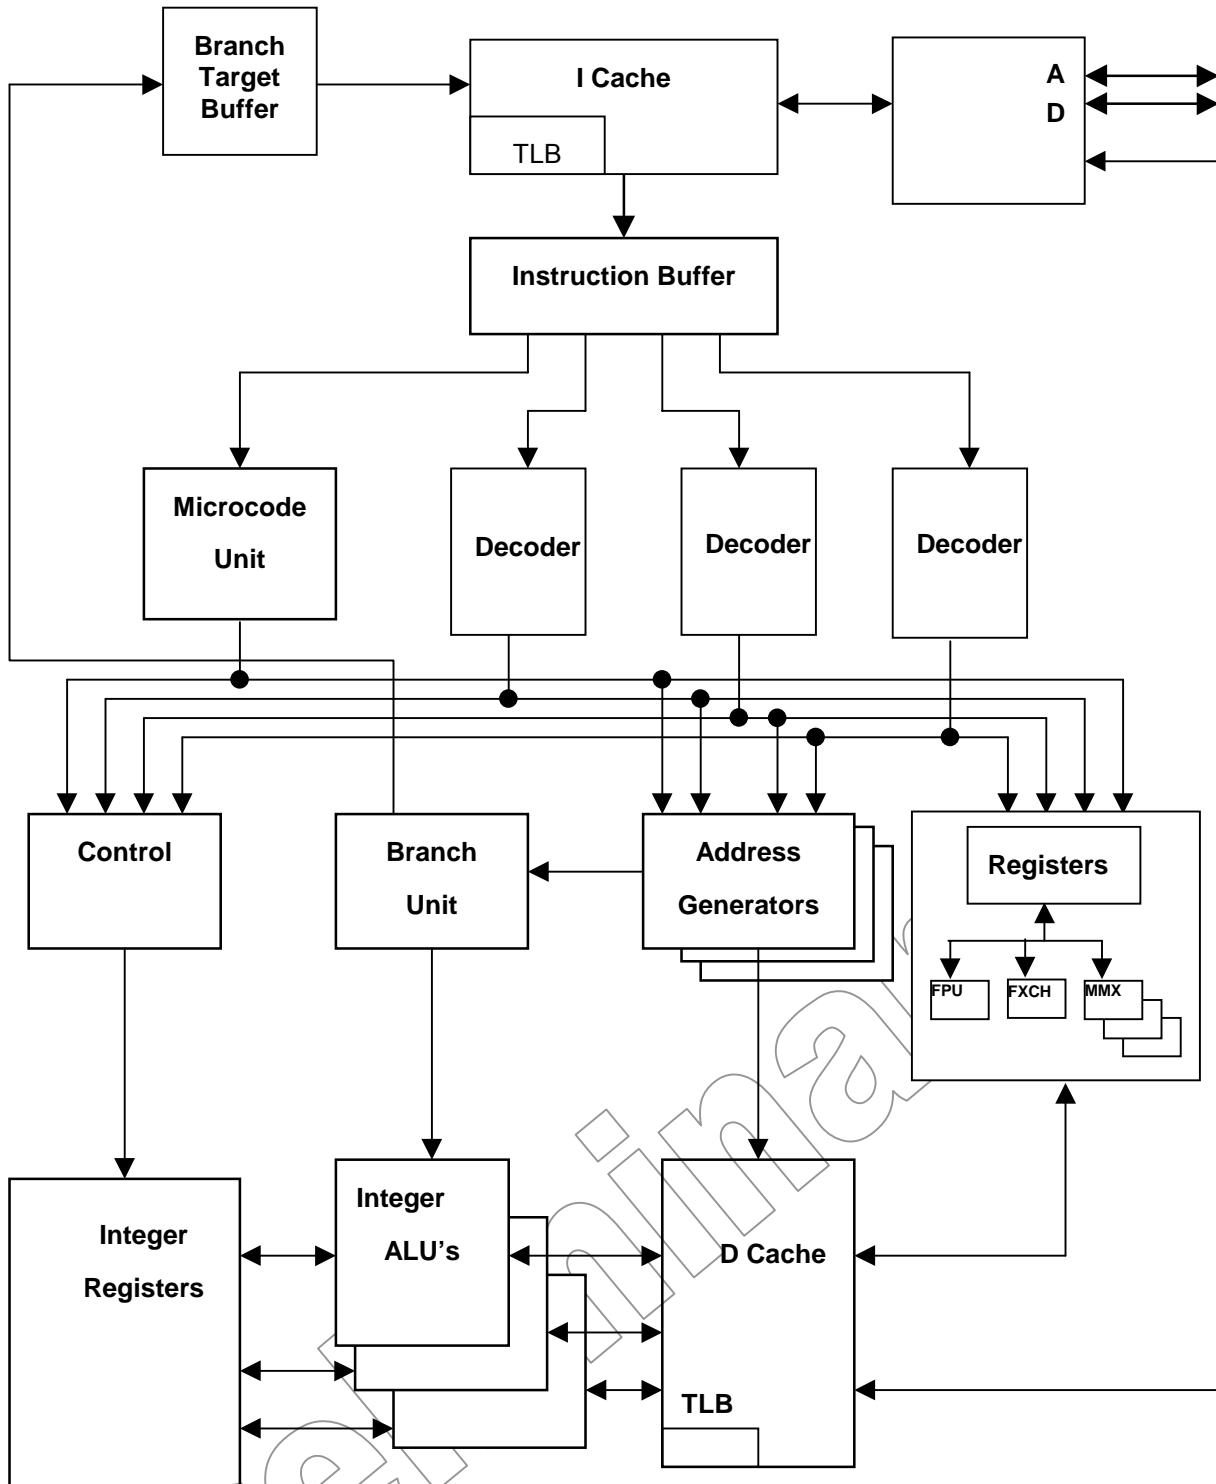 Branch
Target
Buffer
I Cache
TLB
A
D
Instruction Buffer
Microcode
Unit
Decoder
Decoder
Decoder
Control
Branch
Unit
Address
Generators
Registers
FPU
FXCH
MMX
Integer
Registers
Integer
ALU's
D Cache
TLB